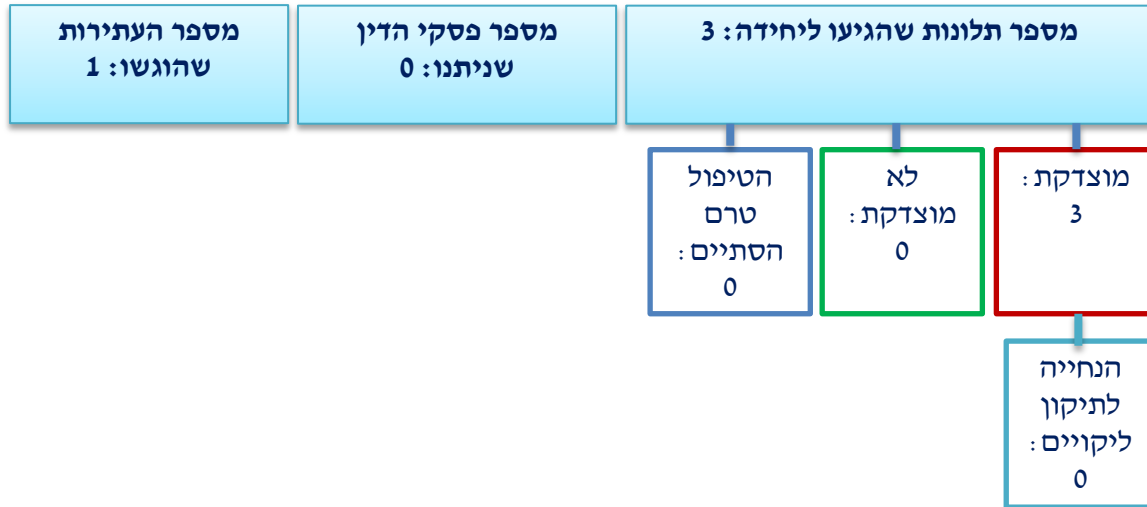 מספר תלונות שהגיעו ליחידה: 3
מספר פסקי הדין
שניתנו: 0
מספר העתירות
שהוגשו: 1
מוצדקת:
3
לא
מוצדקת:
0
הטיפול
טרם
הסתיים:
0
הנחייה
לתיקון
ליקויים:
0